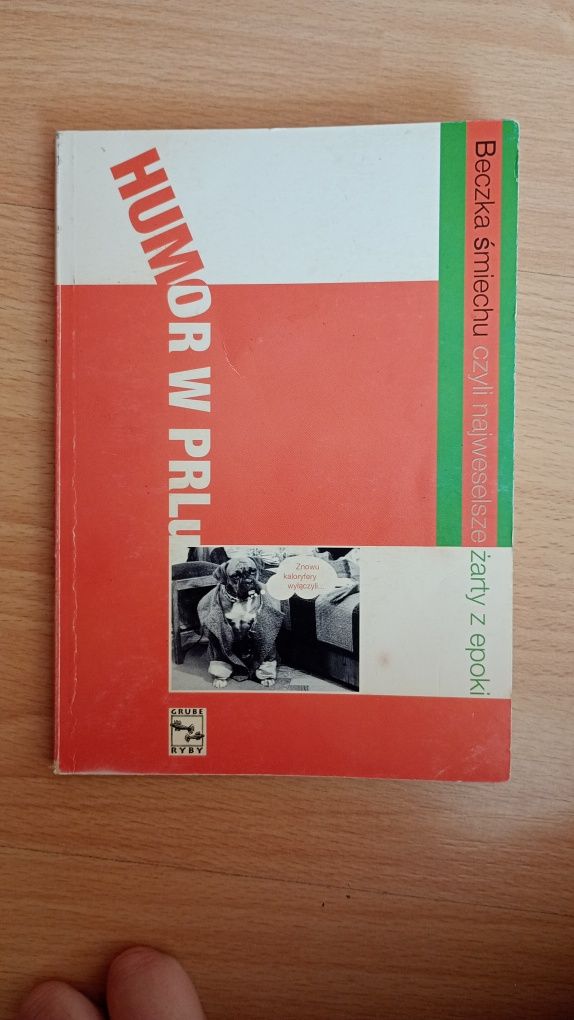 HUMOR W PRLu
Beczka śmiechu czyli najweselsze żarty z epoki
Znowu
kaloryfery
wyłączyli...
GRUBE
RYBY